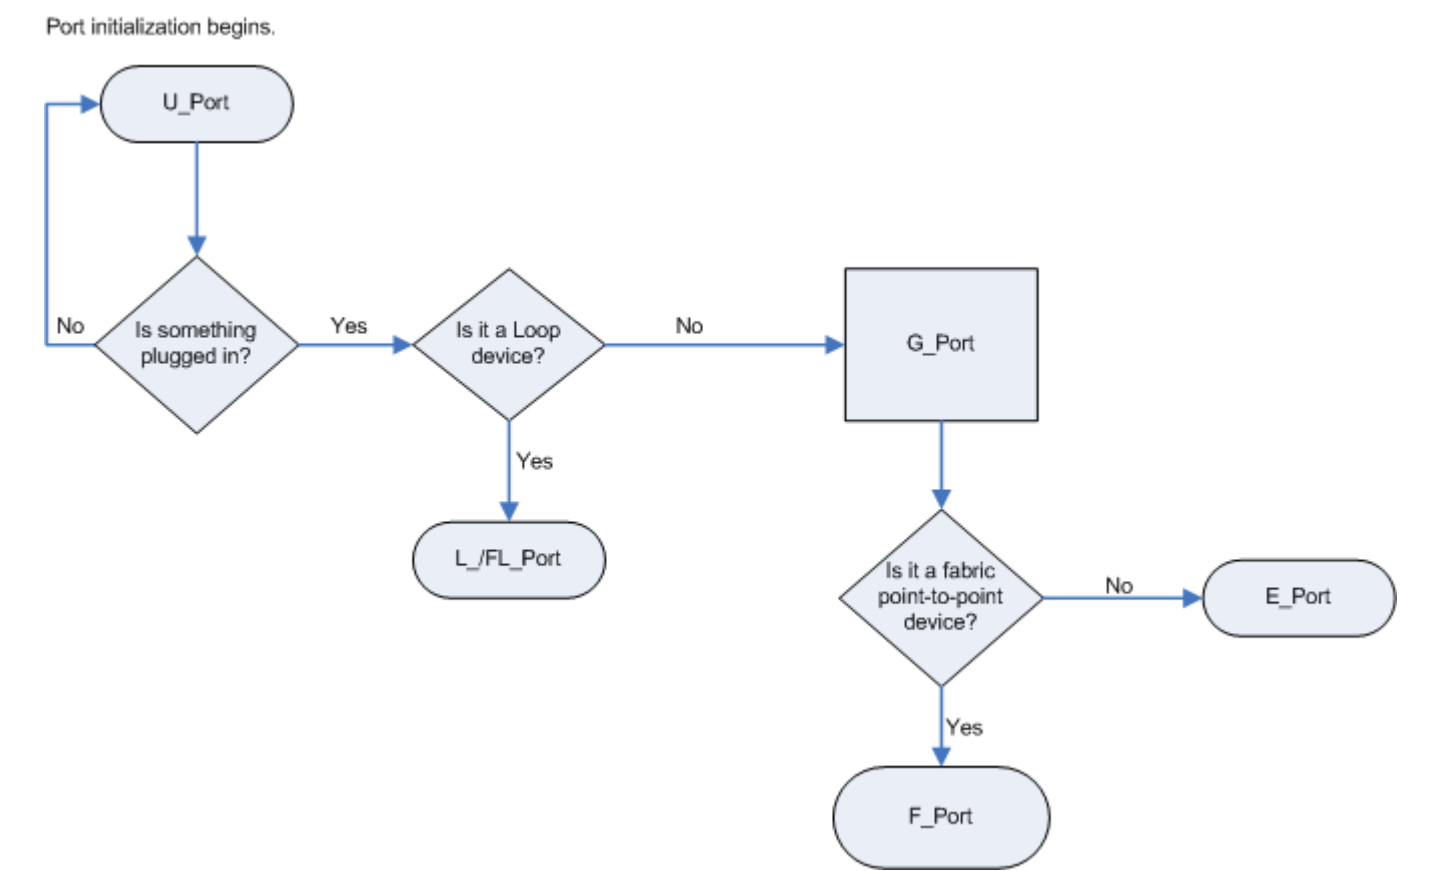 Port initialization begins.
U_Port
No
Is something
plugged in?
Yes
Is it a Loop
device?
No
G_Port
Yes
L_/FL_Port
Is it a fabric
point-to-point
device?
No
E_Port
Yes
F_Port